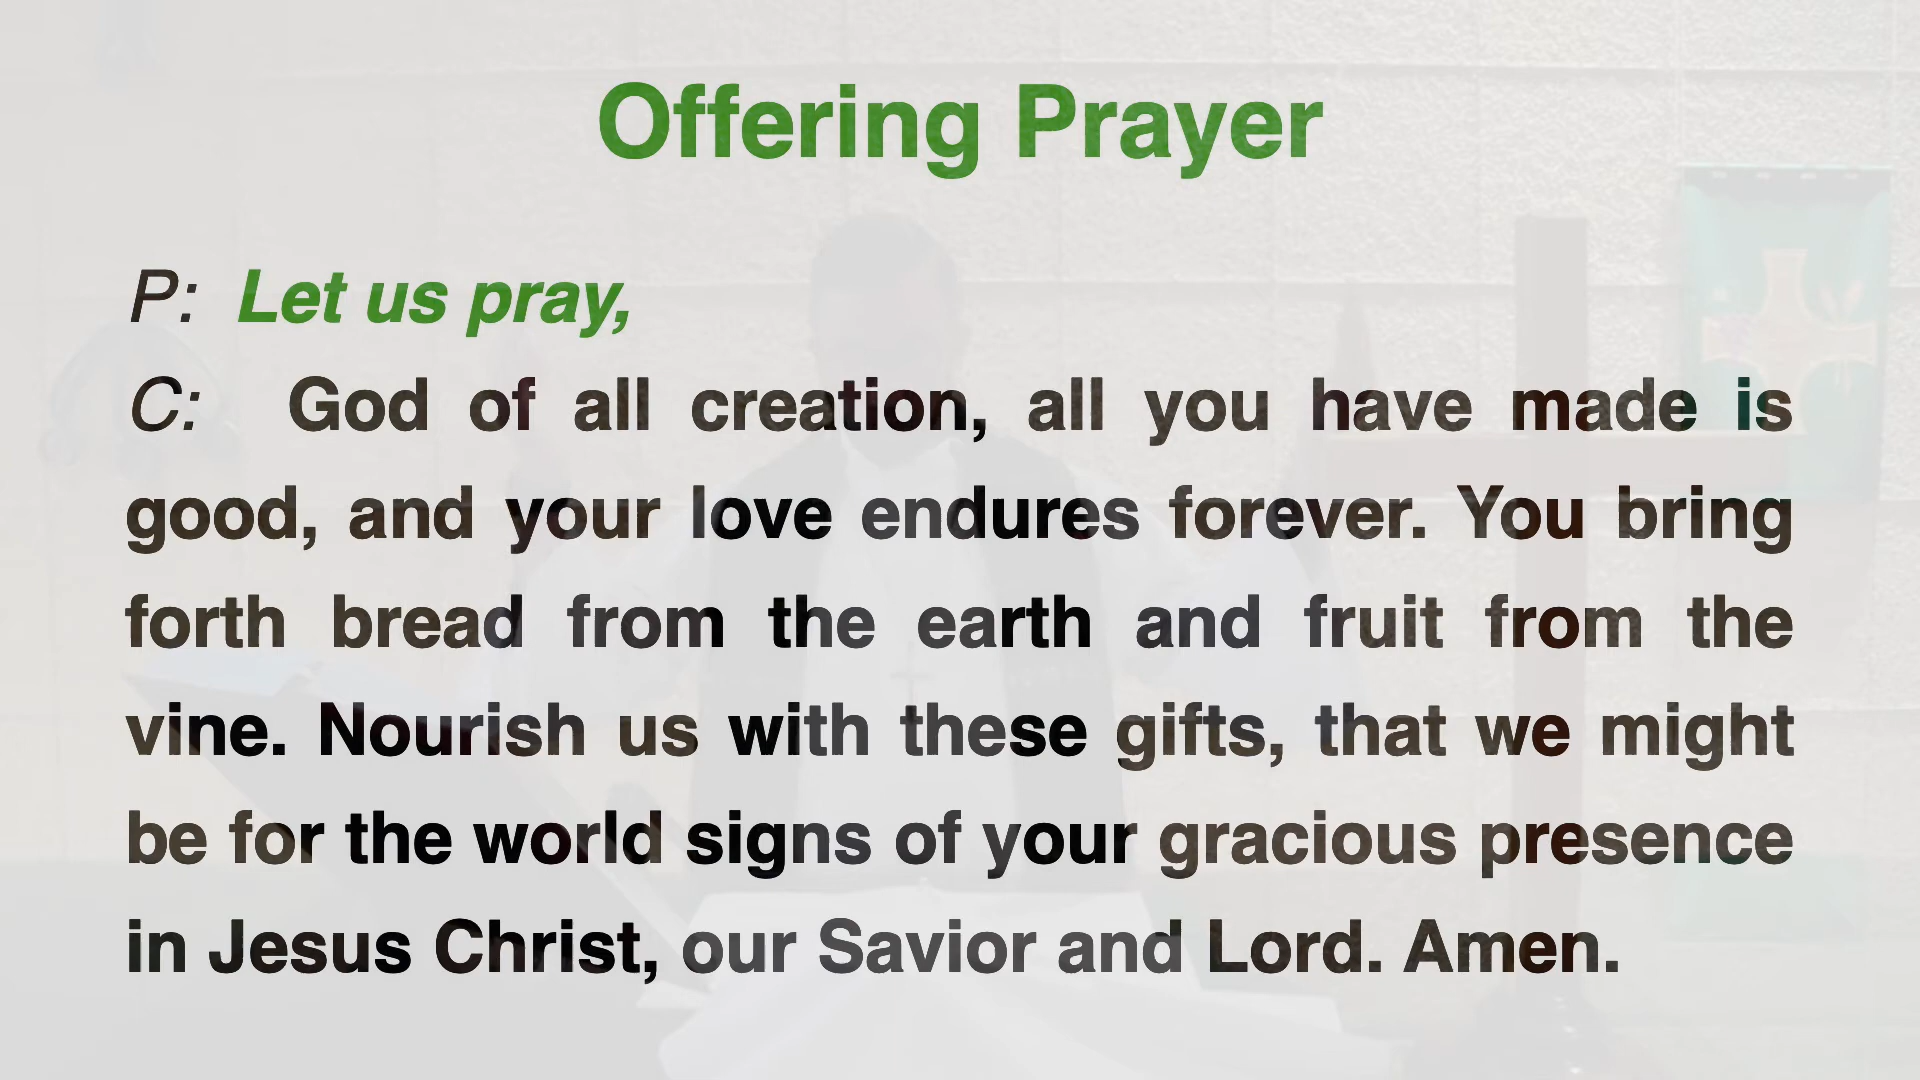 Offering Prayer
P: Let us pray,
C: God of all creation, all you have made is
good, and your love endures forever. You bring
forth bread from the earth and fruit from the
vine. Nourish us with these gifts, that we might
be for the world signs of your gracious presence
in Jesus Christ, our Savior and Lord. Amen.